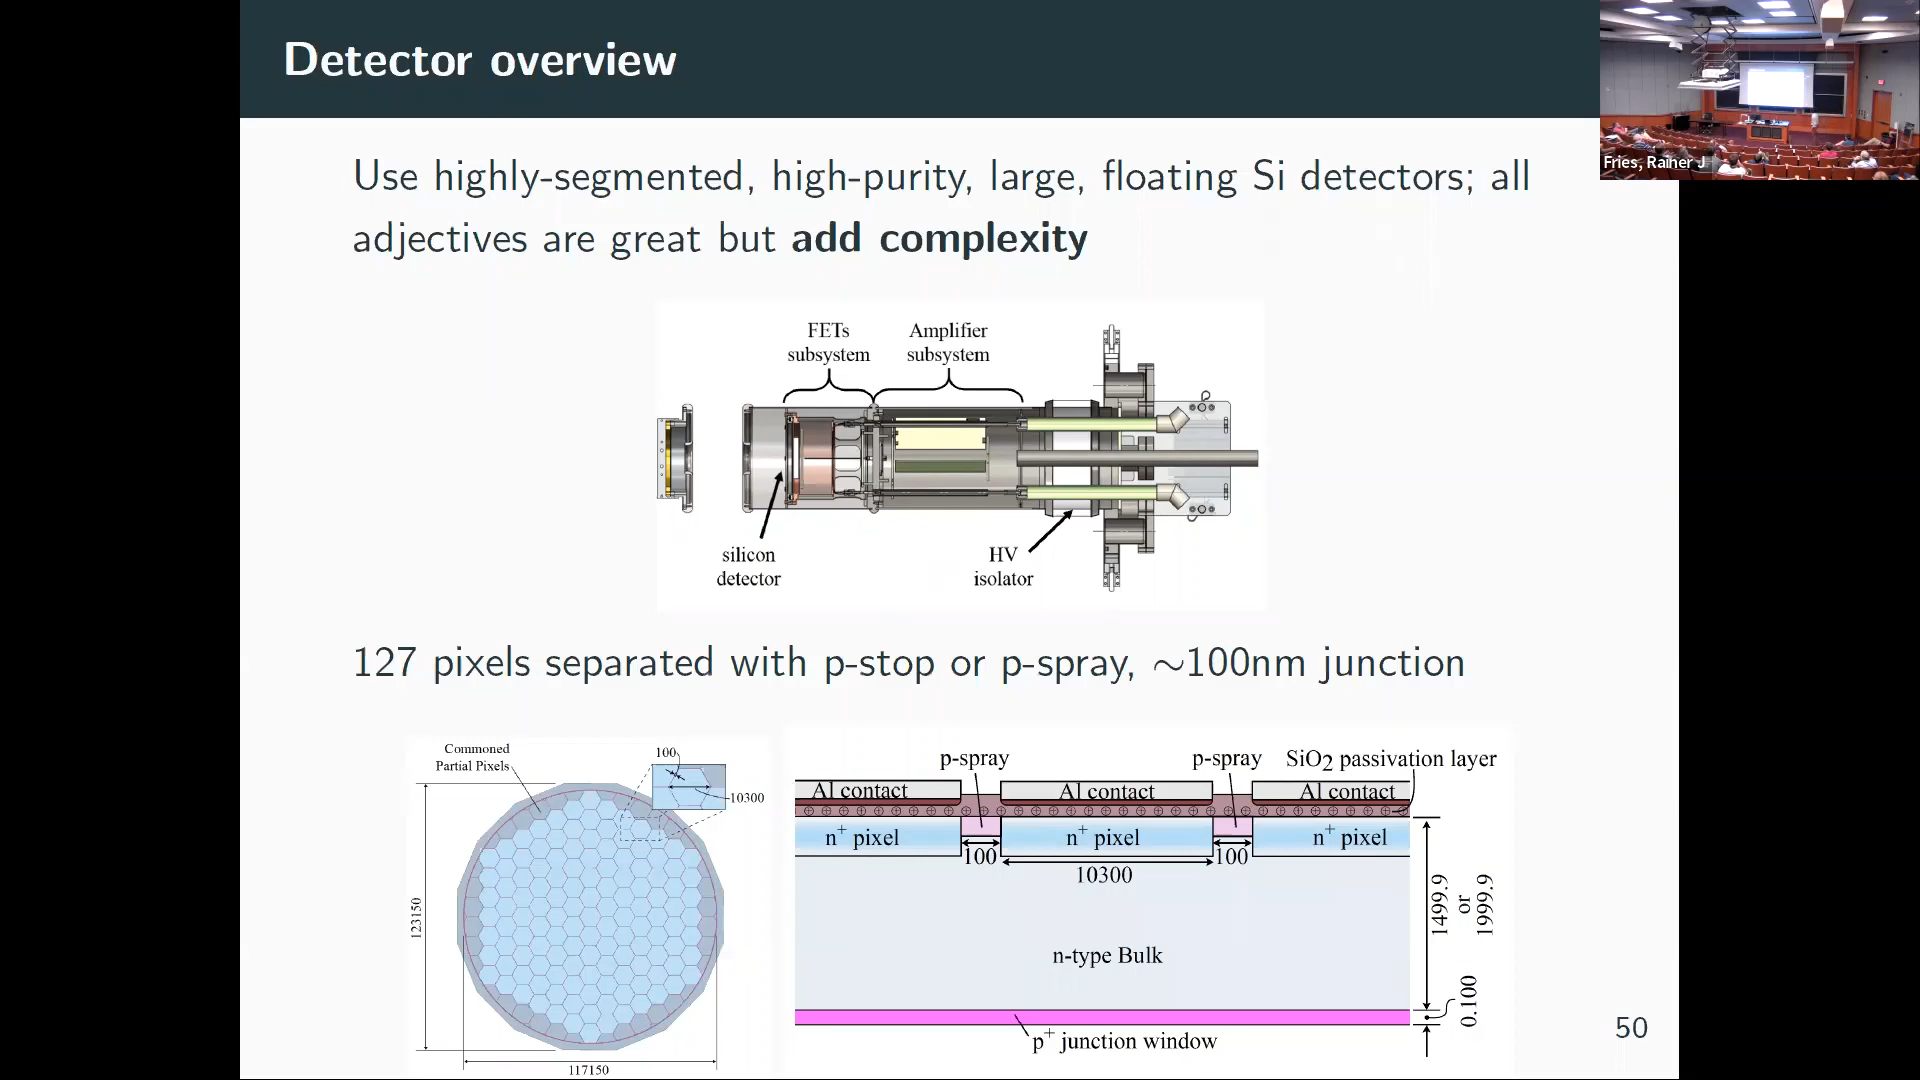 Detector overview
Fries, Rainer J
Use highly-segmented, high-purity, large, floating Si detectors; all
adjectives are great but add complexity
FETs
subsystem
Amplifier
subsystem
silicon
detector
HV
isolator
127 pixels separated with p-stop or p-spray, ∼100nm junction
Commoned
Partial Pixels
100
10300
123150
117150
p-spray
p-spray
SiO2 passivation layer
Al contact
Al contact
Al contact
n+ pixel
n+ pixel
n+ pixel
100
100
10300
1499.9
or
1999.9
n-type Bulk
0.100
p+ junction window
50